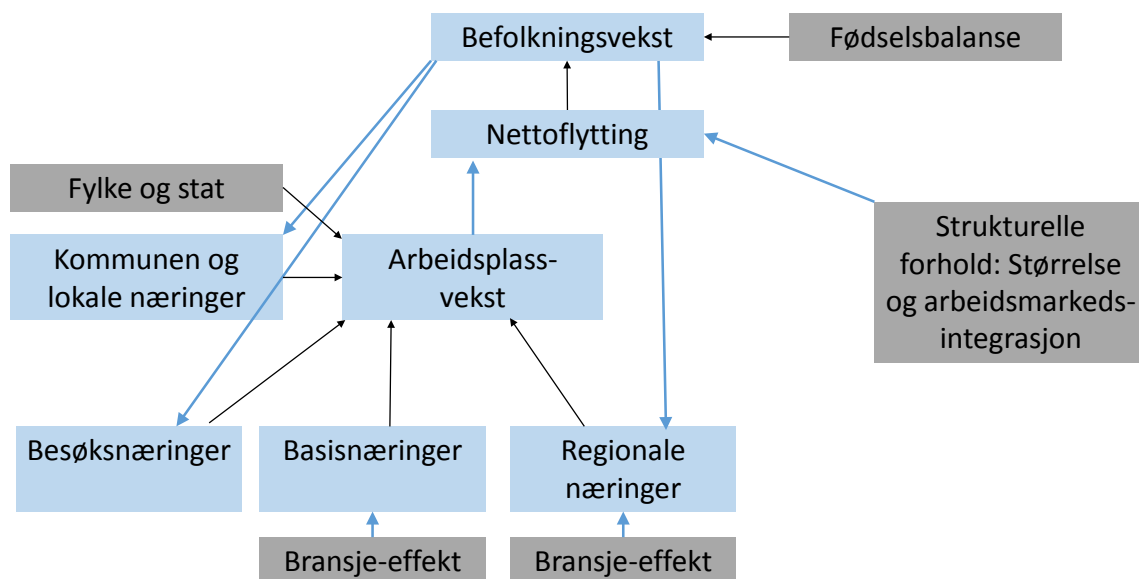 Befolkningsvekst
Fødselsbalanse
Nettoflytting
Fylke og stat
Kommunen og
lokale næringer
Arbeidsplass-
vekst
Strukturelle
forhold: Størrelse
og arbeidsmarkeds-
integrasjon
Besøksnæringer
Basisnæringer
Regionale
næringer
Bransje-effekt
Bransje-effekt